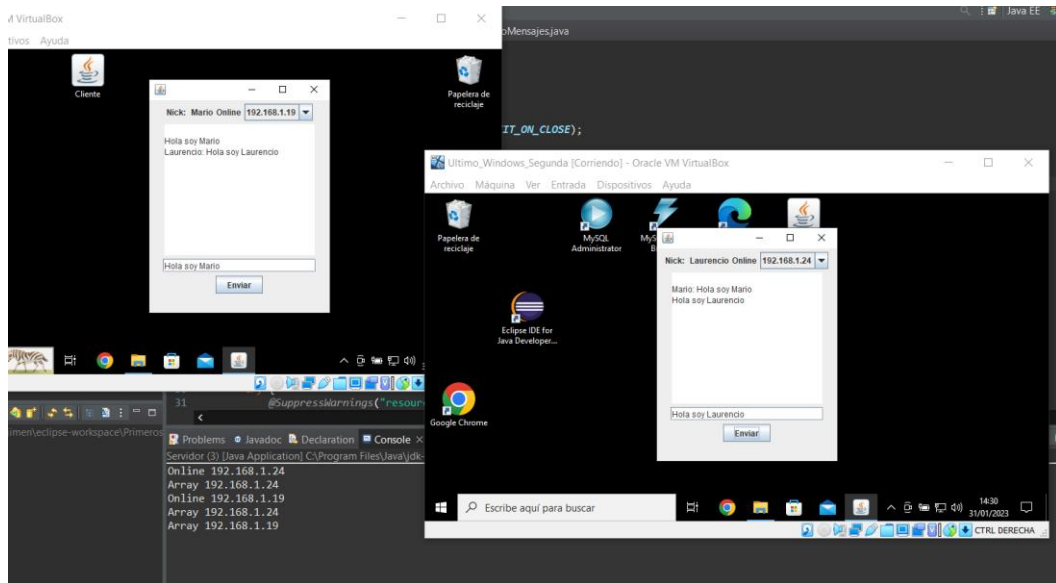 M VirtualBox
tivos Ayuda
Java EE
oMensajes.java
IT_ON_CLOSE);
Cliente
Papelera de
reciclaje
Nick: Mario Online 192.168.1.19
Hola soy Mario
Laurencio: Hola soy Laurencio
Hola soy Mario
Enviar
Ultimo_Windows_Segunda [Corriendo] - Oracle VM VirtualBox
Archivo Máquina Ver Entrada Dispositivos Ayuda
Papelera de
reciclaje
MySQL
Administrator
MyS
B
Eclipse IDE for
Java Developer...
Google Chrome
Nick: Laurencio Online 192.168.1.24
Mario: Hola soy Mario
Hola soy Laurencio
Hola soy Laurencio
Enviar
Escribe aquí para buscar
14:30
31/01/2023
CTRL DERECHA
31 @SuppressWarnings("resour
imen\eclipse-workspace\Primeros
Problems Javadoc Declaration Console
Servidor (3) [Java Application] C:\Program Files\Java\jdk-
Online 192.168.1.24
Array 192.168.1.24
Online 192.168.1.19
Array 192.168.1.24
Array 192.168.1.19